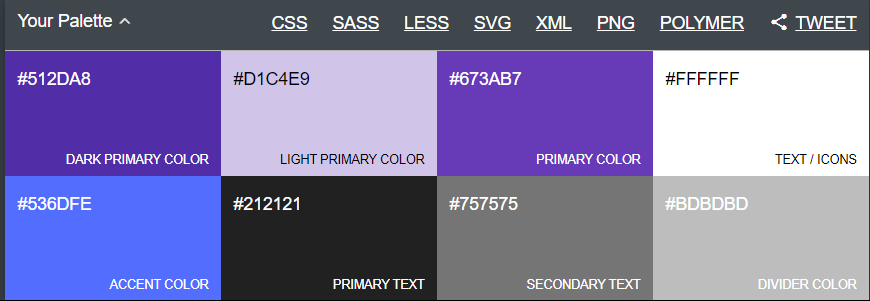 Your Palette CSS SASS LESS SVG XML PNG POLYMER TWEET
#512DA8 #D1C4E9 #673AB7 #FFFFFF
DARK PRIMARY COLOR LIGHT PRIMARY COLOR PRIMARY COLOR TEXT / ICONS
#536DFE #212121 #757575 #BDBDBD
ACCENT COLOR PRIMARY TEXT SECONDARY TEXT DIVIDER COLOR